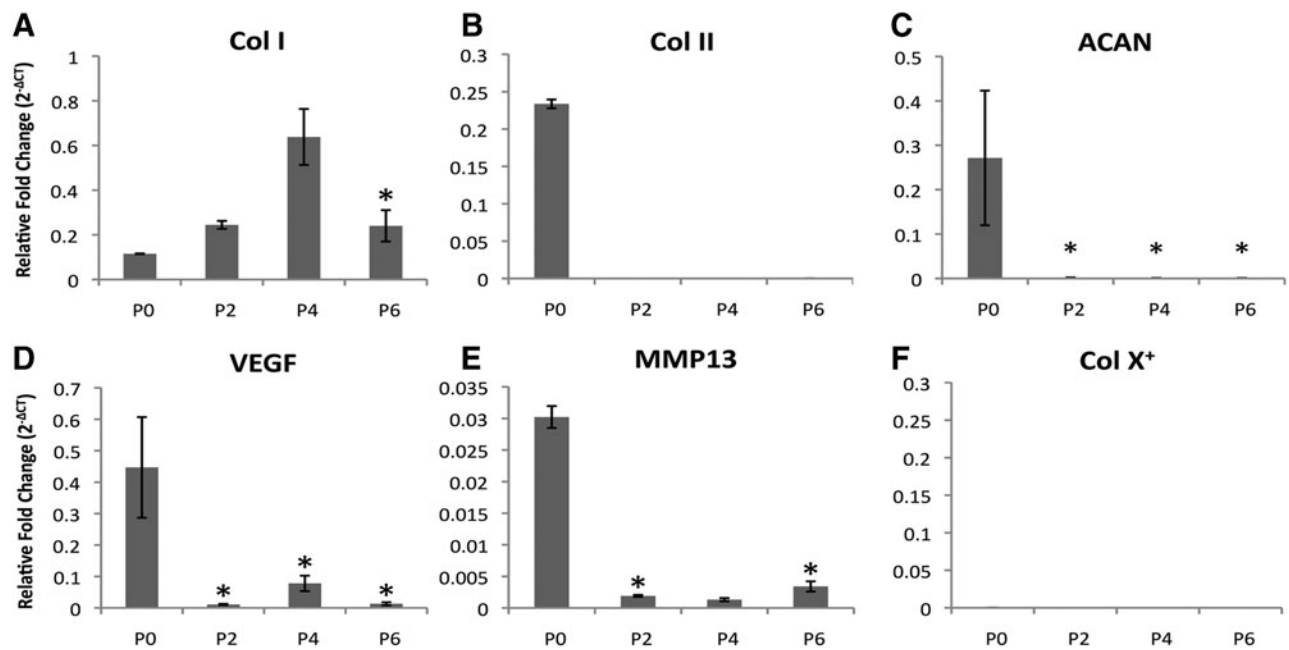 A
Col I
Relative Fold Change (2^-ΔCT)
1
0.8
0.6
0.4
0.2
0
*
P0 P2 P4 P6
B
Col II
0.3
0.25
0.2
0.15
0.1
0.05
0
P0 P2 P4 P6
C
ACAN
0.5
0.4
0.3
0.2
0.1
0
* * *
P0 P2 P4 P6
D
VEGF
Relative Fold Change (2^-ΔCT)
0.7
0.6
0.5
0.4
0.3
0.2
0.1
0
* * *
P0 P2 P4 P6
E
MMP13
0.035
0.03
0.025
0.02
0.015
0.01
0.005
0
* *
P0 P2 P4 P6
F
Col X⁺
0.3
0.25
0.2
0.15
0.1
0.05
0
P0 P2 P4 P6